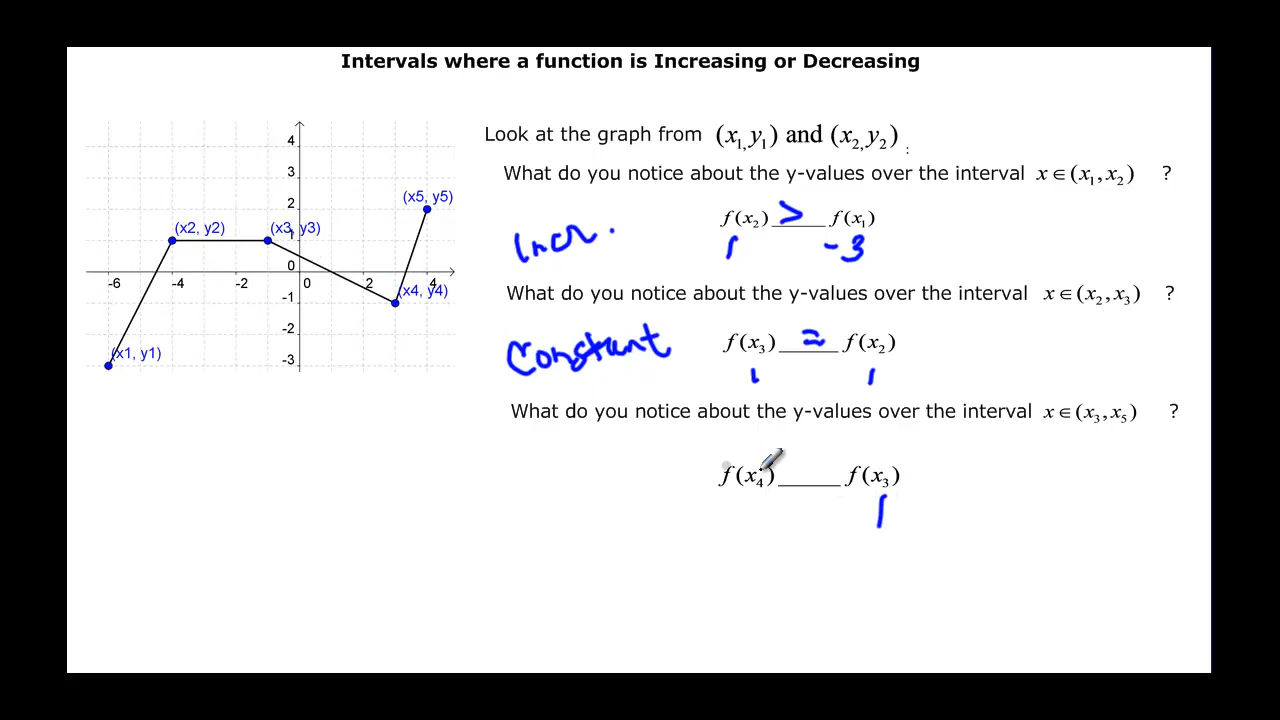 Intervals where a function is Increasing or Decreasing
Look at the graph from (x₁,y₁) and (x₂,y₂) :
What do you notice about the y-values over the interval x ∈ (x₁, x₂) ?
f(x₂) > f(x₁)
Incr.
1 -3
What do you notice about the y-values over the interval x ∈ (x₂, x₃) ?
f(x₃) = f(x₂)
Constant
1 1
What do you notice about the y-values over the interval x ∈ (x₃, x₅) ?
f(x₄)______f(x₃)
1
4
3
2
1
0
-1
-2
-3
-6 -4 -2 0 2 4
(x1, y1)
(x2, y2)
(x3, y3)
(x4, y4)
(x5, y5)